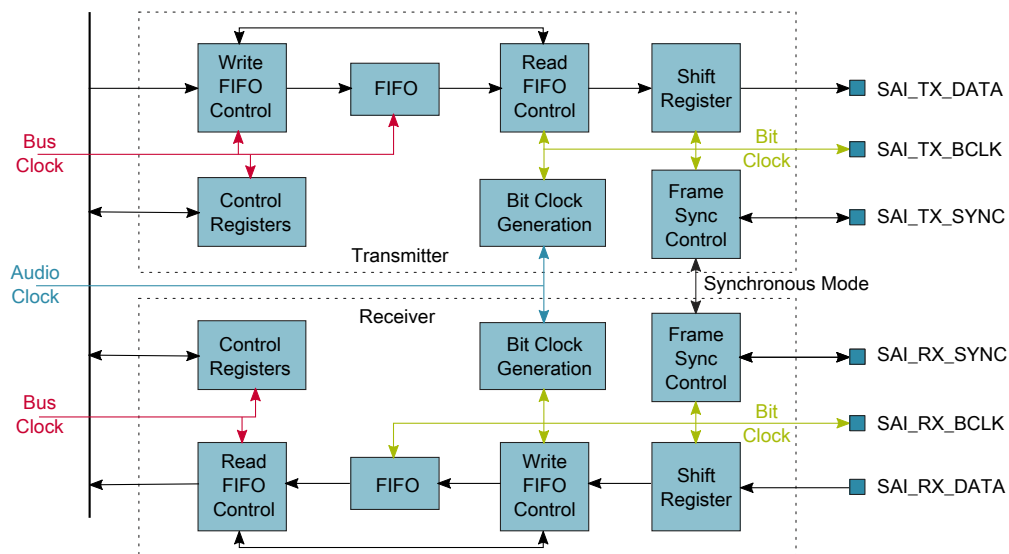 Write
FIFO
Control
FIFO
Read
FIFO
Control
Shift
Register
SAI_TX_DATA
Bus
Clock
Bit
Clock
SAI_TX_BCLK
Control
Registers
Bit Clock
Generation
Frame
Sync
Control
SAI_TX_SYNC
Transmitter
Audio
Clock
Synchronous Mode
Receiver
Control
Registers
Bit Clock
Generation
Frame
Sync
Control
SAI_RX_SYNC
Bus
Clock
Bit
Clock
SAI_RX_BCLK
Read
FIFO
Control
FIFO
Write
FIFO
Control
Shift
Register
SAI_RX_DATA